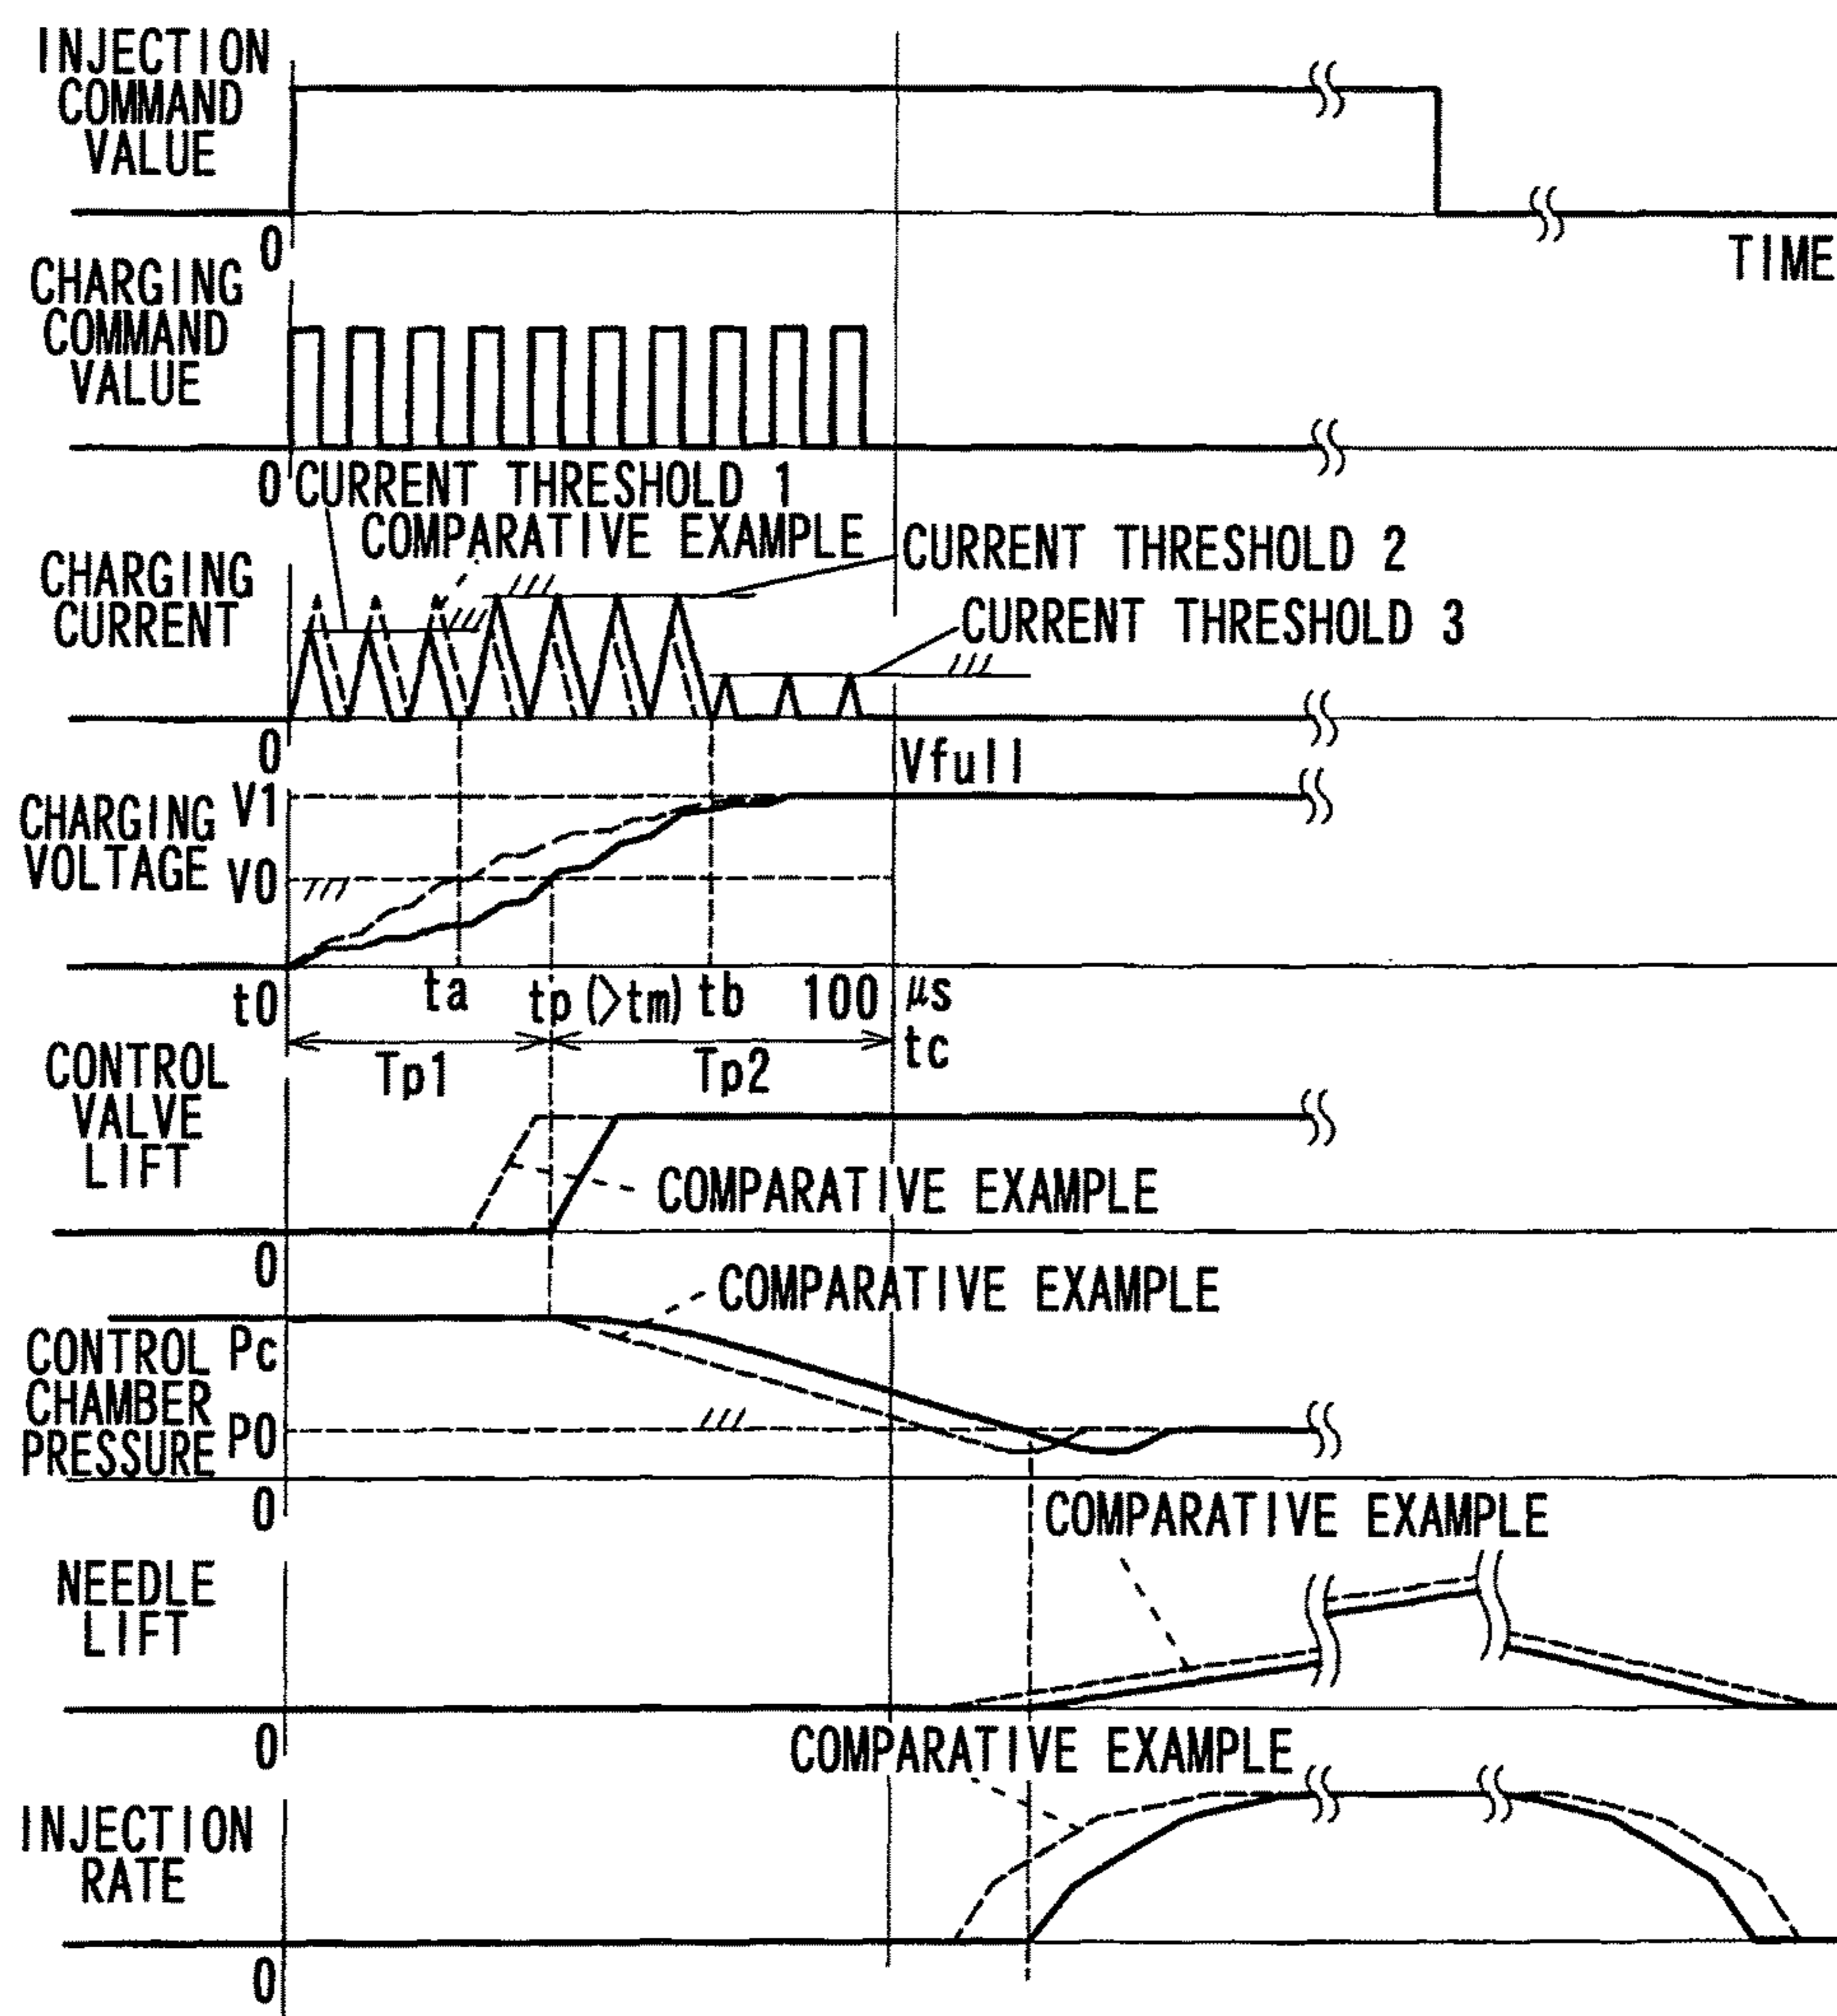 INJECTION
COMMAND
VALUE
0
TIME
CHARGING
COMMAND
VALUE
0
CURRENT THRESHOLD 1
COMPARATIVE EXAMPLE
CURRENT THRESHOLD 2
CHARGING
CURRENT
CURRENT THRESHOLD 3
0
Vfull
CHARGING
VOLTAGE
V1
V0
t0
ta
tp (>tm)
tb
100 μs
tc
Tp1
Tp2
CONTROL
VALVE
LIFT
COMPARATIVE EXAMPLE
0
COMPARATIVE EXAMPLE
CONTROL
CHAMBER
PRESSURE
Pc
P0
0
COMPARATIVE EXAMPLE
NEEDLE
LIFT
0
COMPARATIVE EXAMPLE
INJECTION
RATE
0